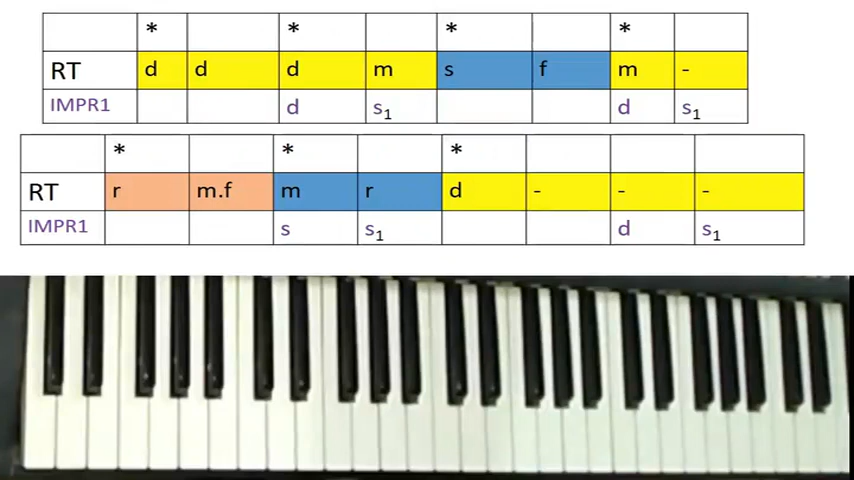 * * * *
RT d d d m s f m -
IMPR1 d s₁ d s₁
* * *
RT r m.f m r d - - -
IMPR1 s s₁ d s₁